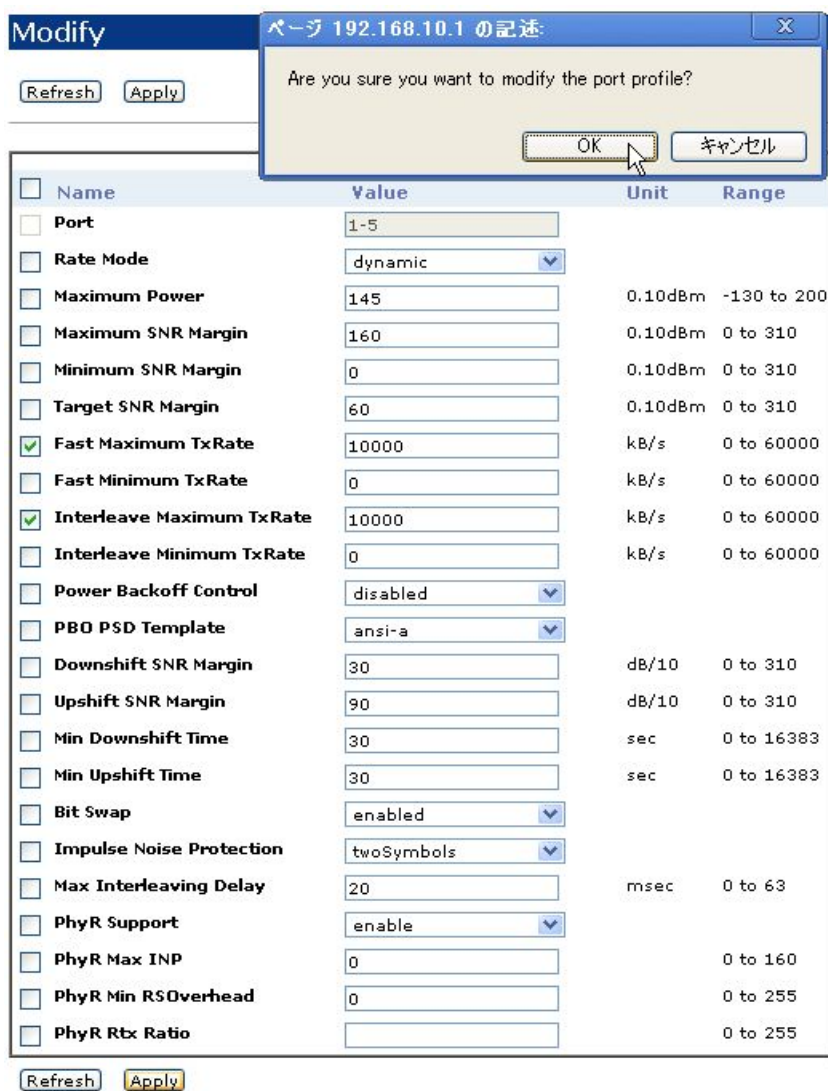 Modify
ページ 192.168.10.1 の記述:
X
Are you sure you want to modify the port profile?
Refresh Apply
OK キャンセル
Name Value Unit Range
Port 1-5
Rate Mode dynamic
Maximum Power 145 0.10dBm -130 to 200
Maximum SNR Margin 160 0.10dBm 0 to 310
Minimum SNR Margin 0 0.10dBm 0 to 310
Target SNR Margin 60 0.10dBm 0 to 310
Fast Maximum TxRate 10000 kB/s 0 to 60000
Fast Minimum TxRate 0 kB/s 0 to 60000
Interleave Maximum TxRate 10000 kB/s 0 to 60000
Interleave Minimum TxRate 0 kB/s 0 to 60000
Power Backoff Control disabled
PBO PSD Template ansi-a
Downshift SNR Margin 30 dB/10 0 to 310
Upshift SNR Margin 90 dB/10 0 to 310
Min Downshift Time 30 sec 0 to 16383
Min Upshift Time 30 sec 0 to 16383
Bit Swap enabled
Impulse Noise Protection twoSymbols
Max Interleaving Delay 20 msec 0 to 63
PhyR Support enable
PhyR Max INP 0 0 to 160
PhyR Min RSOverhead 0 0 to 255
PhyR Rtx Ratio 0 to 255
Refresh Apply